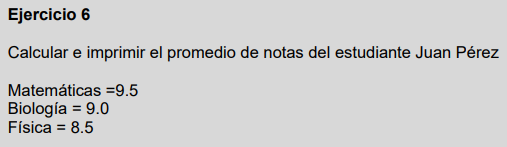 Ejercicio 6
Calcular e imprimir el promedio de notas del estudiante Juan Pérez
Matemáticas =9.5
Biología = 9.0
Física = 8.5